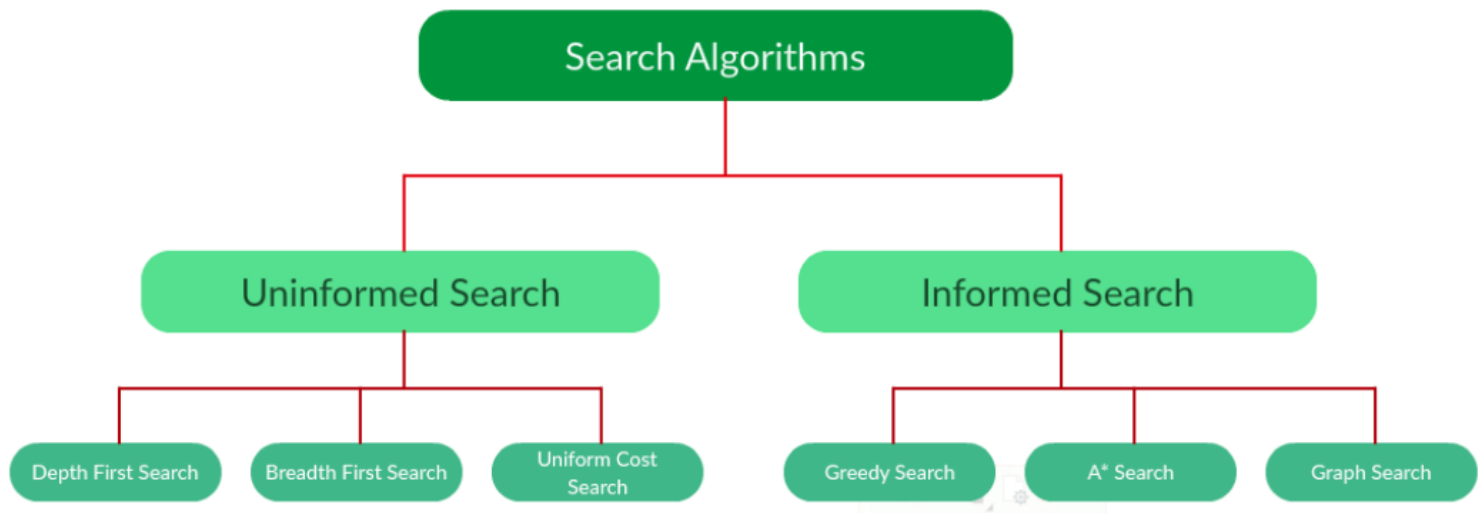 Search Algorithms
Uninformed Search
Informed Search
Depth First Search
Breadth First Search
Uniform Cost
Search
Greedy Search
A* Search
Graph Search